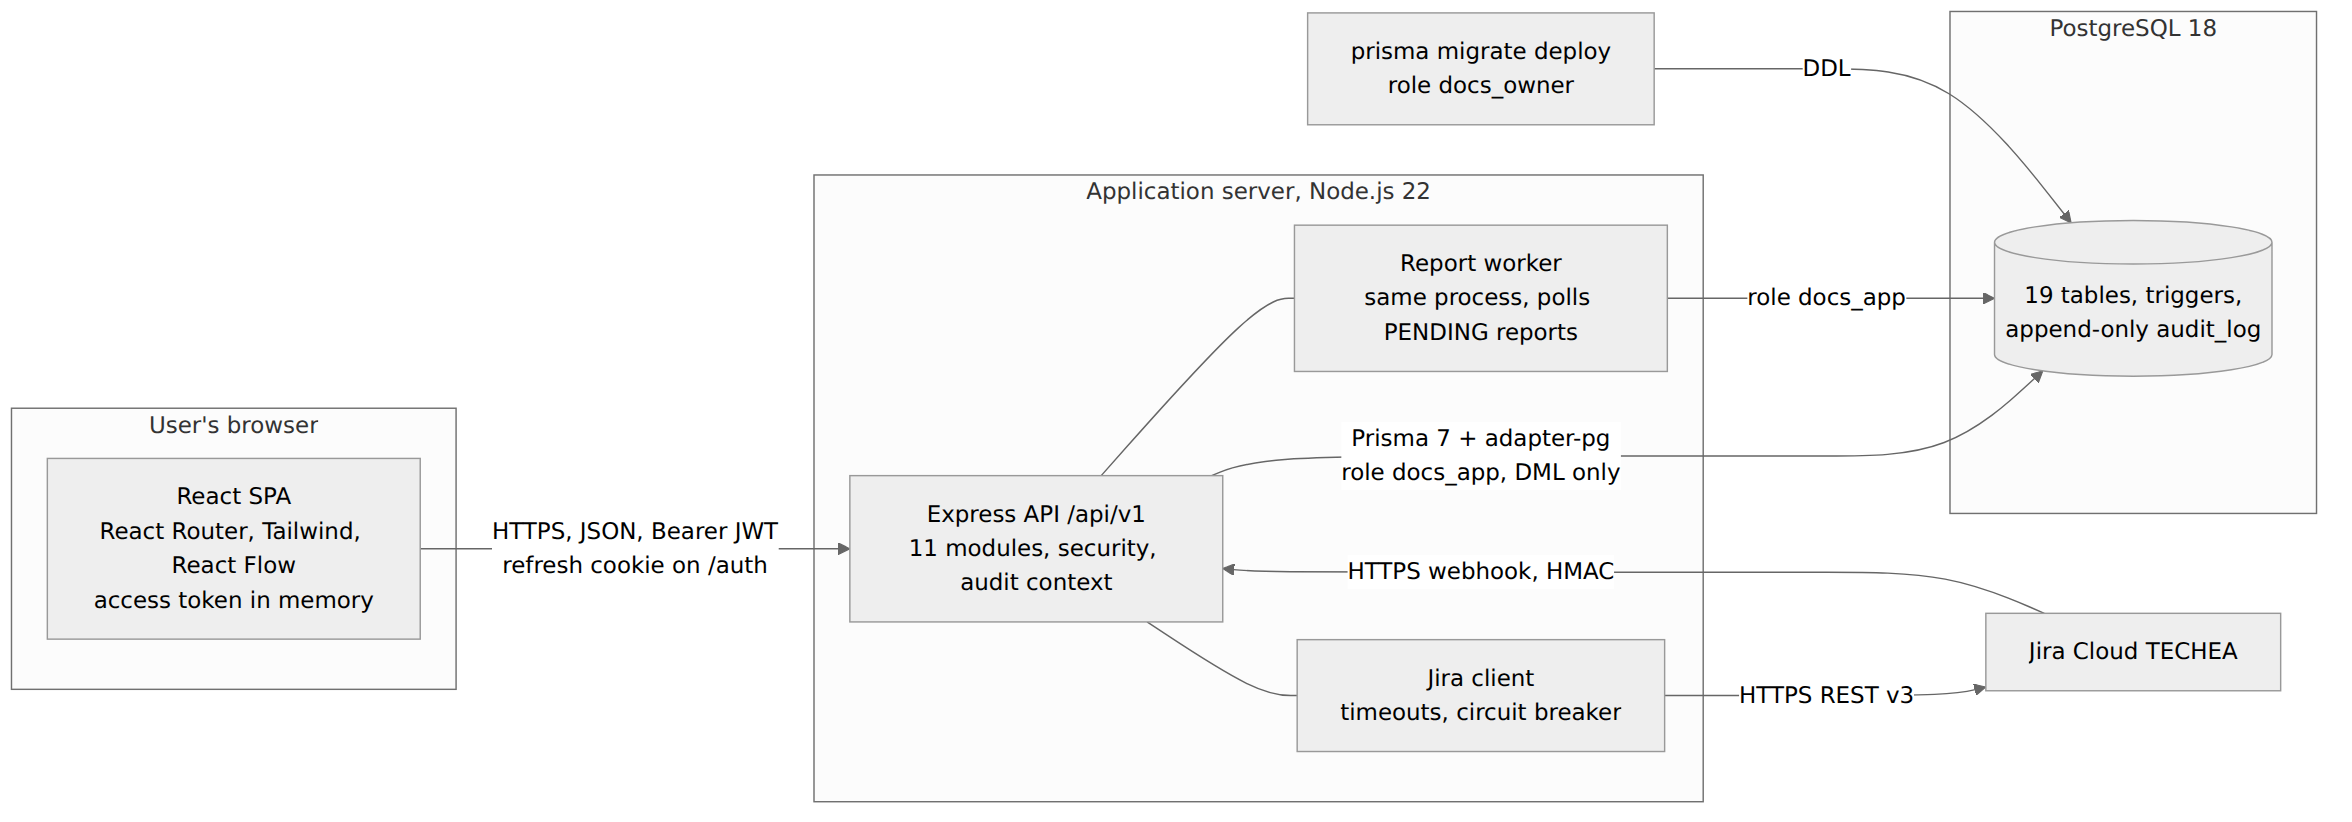 prisma migrate deploy
role docs_owner
DDL
PostgreSQL 18
Application server, Node.js 22
Report worker
same process, polls
PENDING reports
role docs_app
19 tables, triggers,
append-only audit_log
User's browser
React SPA
React Router, Tailwind,
React Flow
access token in memory
HTTPS, JSON, Bearer JWT
refresh cookie on /auth
Prisma 7 + adapter-pg
role docs_app, DML only
Express API /api/v1
11 modules, security,
audit context
HTTPS webhook, HMAC
Jira client
timeouts, circuit breaker
HTTPS REST v3
Jira Cloud TECHEA